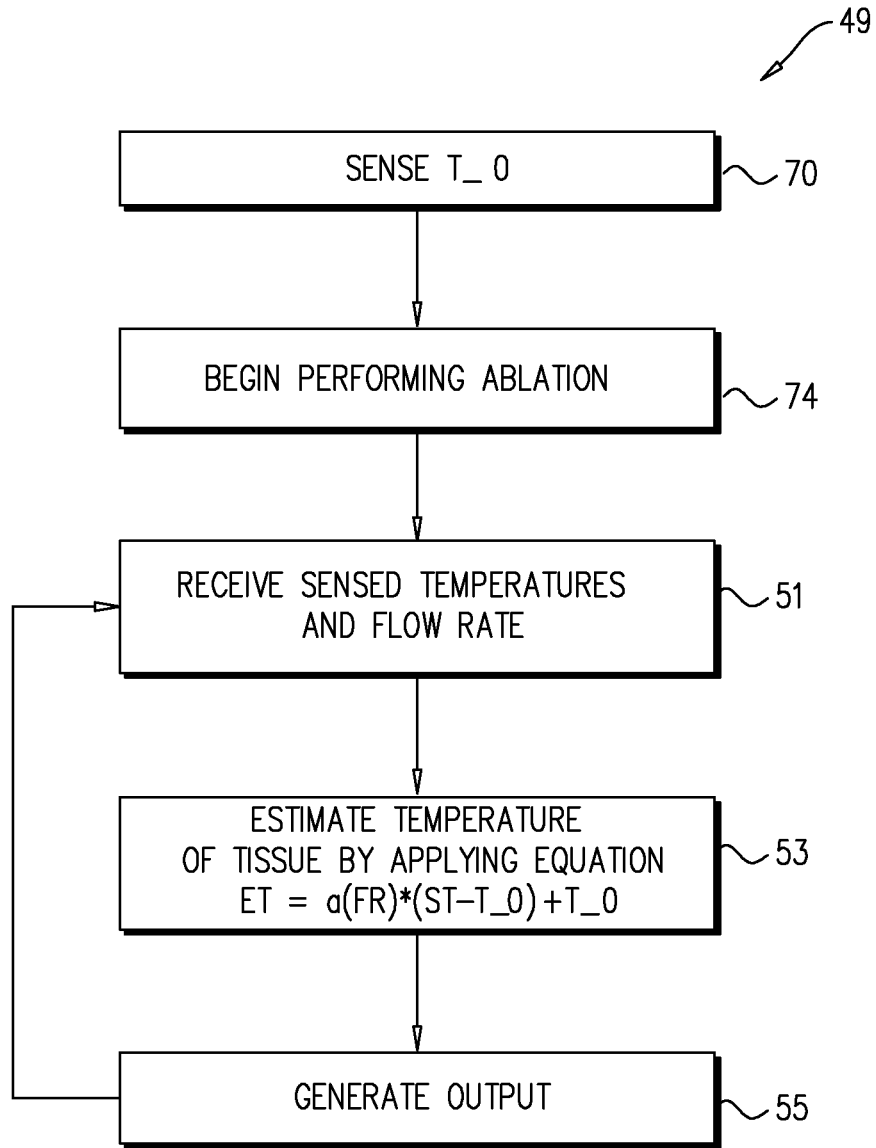 49
SENSE T_ 0
70
BEGIN PERFORMING ABLATION
74
RECEIVE SENSED TEMPERATURES
AND FLOW RATE
51
ESTIMATE TEMPERATURE
OF TISSUE BY APPLYING EQUATION
ET = a(FR)*(ST-T_0)+T_0
53
GENERATE OUTPUT
55